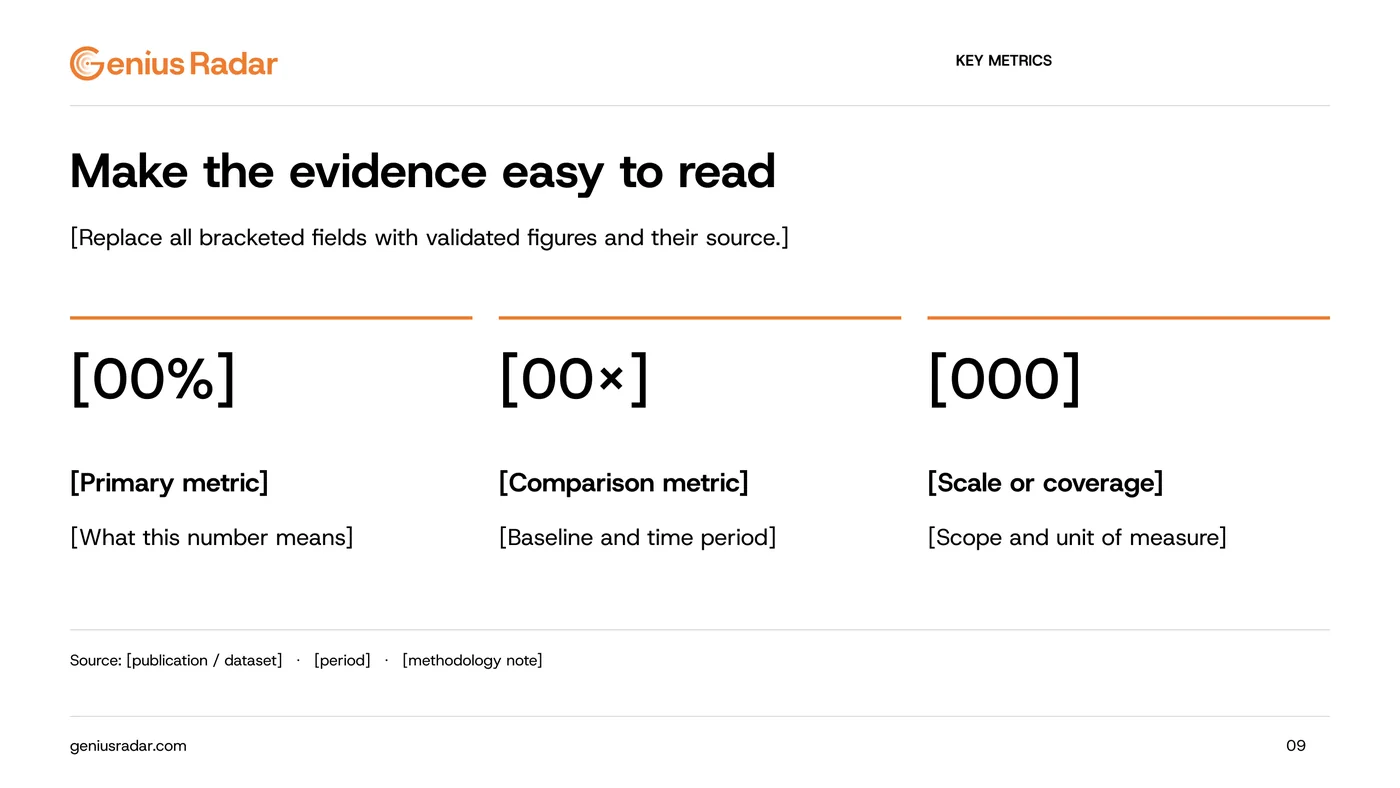 Genius Radar
KEY METRICS
Make the evidence easy to read
[Replace all bracketed fields with validated figures and their source.]
[00%]
[00×]
[000]
[Primary metric]
[Comparison metric]
[Scale or coverage]
[What this number means]
[Baseline and time period]
[Scope and unit of measure]
Source: [publication / dataset] · [period] · [methodology note]
geniusradar.com
09